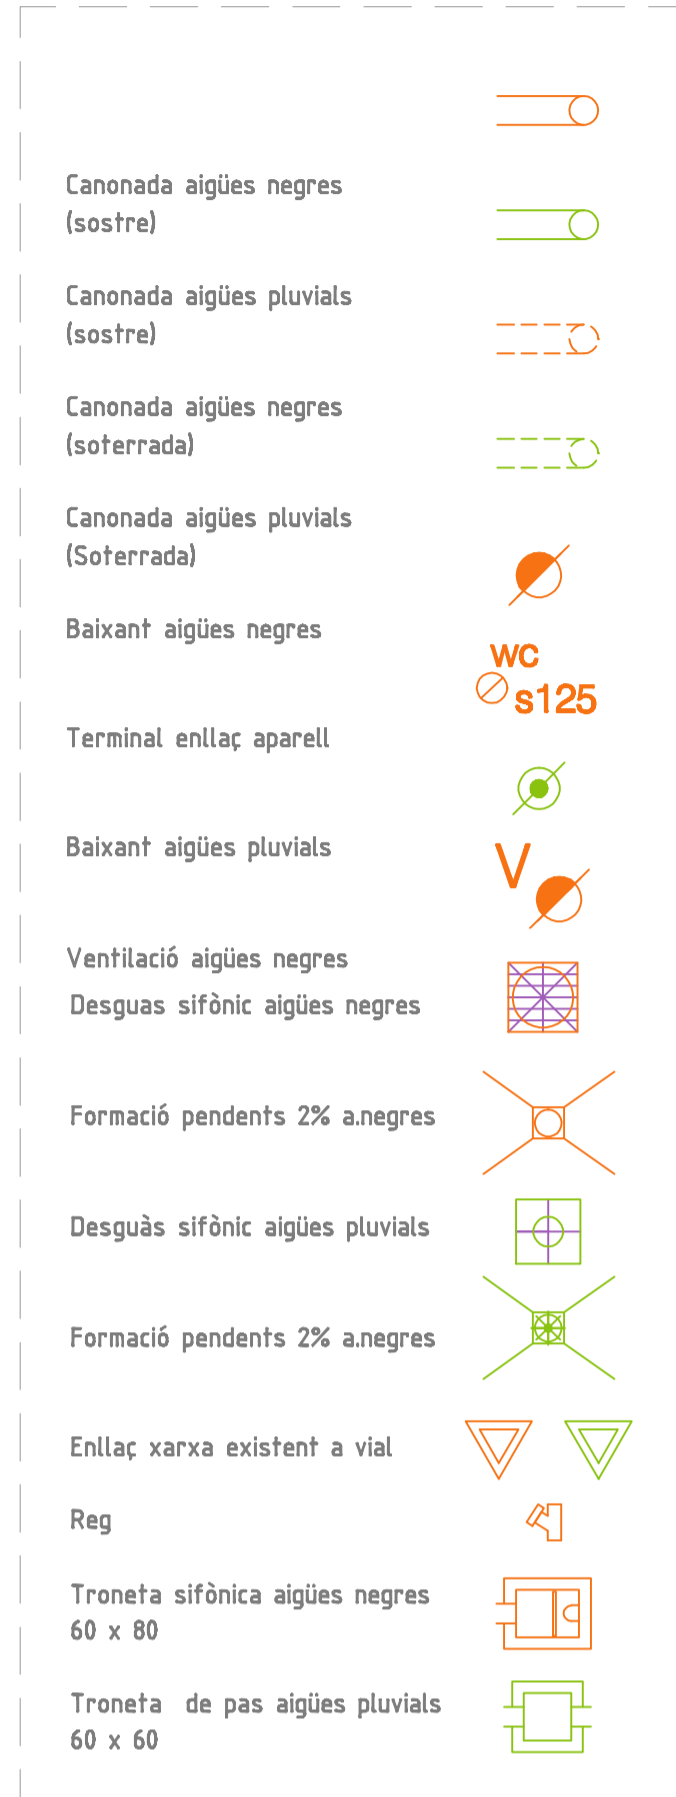 Canonada aigües negres
(sostre)
Canonada aigües pluvials
(sostre)
Canonada aigües negres
(soterrada)
Canonada aigües pluvials
(Soterrada)
Baixant aigües negres
WC
s125
Terminal enllaç aparell
Baixant aigües pluvials
V
Ventilació aigües negres
Desguas sifònic aigües negres
Formació pendents 2% a.negres
Desguàs sifònic aigües pluvials
Formació pendents 2% a.negres
Enllaç xarxa existent a vial
Reg
Troneta sifònica aigües negres
60 x 80
Troneta de pas aigües pluvials
60 x 60